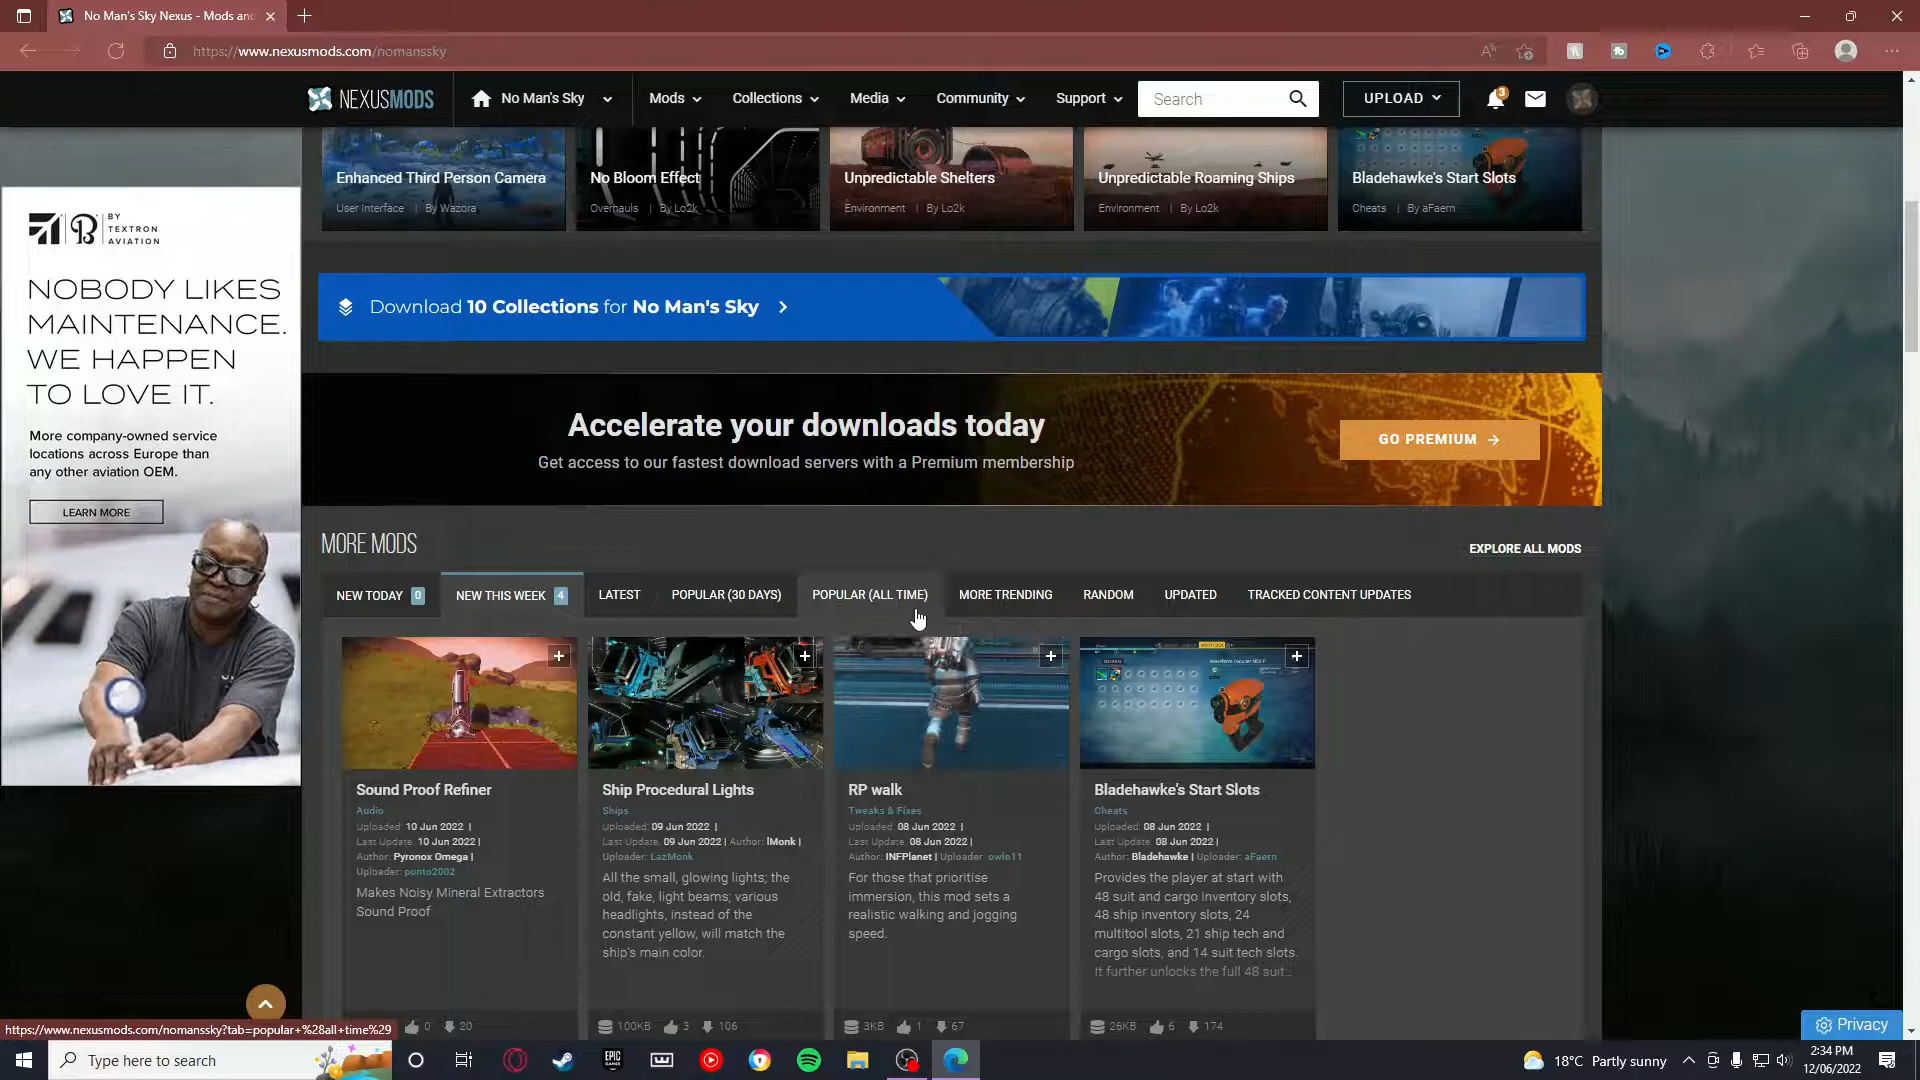 No Man's Sky Nexus - Mods and
https://www.nexusmods.com/nomanssky
NEXUSMODS
No Man's Sky
Mods
Collections
Media
Community
Support
Search
UPLOAD
3
Enhanced Third Person Camera
User Interface | By Wazora
No Bloom Effect
Overhauls | By Lo2k
Unpredictable Shelters
Environment | By Lo2k
Unpredictable Roaming Ships
Environment | By Lo2k
Bladehawke's Start Slots
Cheats | By aFaern
BY
TEXTRON
AVIATION
NOBODY LIKES
MAINTENANCE.
WE HAPPEN
TO LOVE IT.
More company-owned service
locations across Europe than
any other aviation OEM.
LEARN MORE
Download 10 Collections for No Man's Sky
Accelerate your downloads today
Get access to our fastest download servers with a Premium membership
GO PREMIUM
MORE MODS
EXPLORE ALL MODS
NEW TODAY 0
NEW THIS WEEK 4
LATEST
POPULAR (30 DAYS)
POPULAR (ALL TIME)
MORE TRENDING
RANDOM
UPDATED
TRACKED CONTENT UPDATES
Sound Proof Refiner
Audio
Uploaded: 10 Jun 2022 |
Last Update: 10 Jun 2022 |
Author: Pyronox Omega |
Uploader: ponto2002
Makes Noisy Mineral Extractors
Sound Proof
0 20
Ship Procedural Lights
Ships
Uploaded: 09 Jun 2022 |
Last Update: 09 Jun 2022 | Author: lMonk |
Uploader: LazMonk
All the small, glowing lights; the
old, fake, light beams; various
headlights, instead of the
constant yellow, will match the
ship's main color.
100KB 3 106
RP walk
Tweaks & Fixes
Uploaded: 08 Jun 2022 |
Last Update: 08 Jun 2022 |
Author: INFPlanet | Uploader: owlo11
For those that prioritise
immersion, this mod sets a
realistic walking and jogging
speed.
3KB 1 67
Bladehawke's Start Slots
Cheats
Uploaded: 08 Jun 2022 |
Last Update: 08 Jun 2022 |
Author: Bladehawke | Uploader: aFaern
Provides the player at start with
48 suit and cargo inventory slots,
48 ship inventory slots, 24
multitool slots, 21 ship tech and
cargo slots, and 14 suit tech slots.
It further unlocks the full 48 suit...
26KB 6 174
https://www.nexusmods.com/nomanssky?tab=popular+%28all+time%29
Privacy
Type here to search
EPIC
GAMES
18°C Partly sunny
2:34 PM
12/06/2022